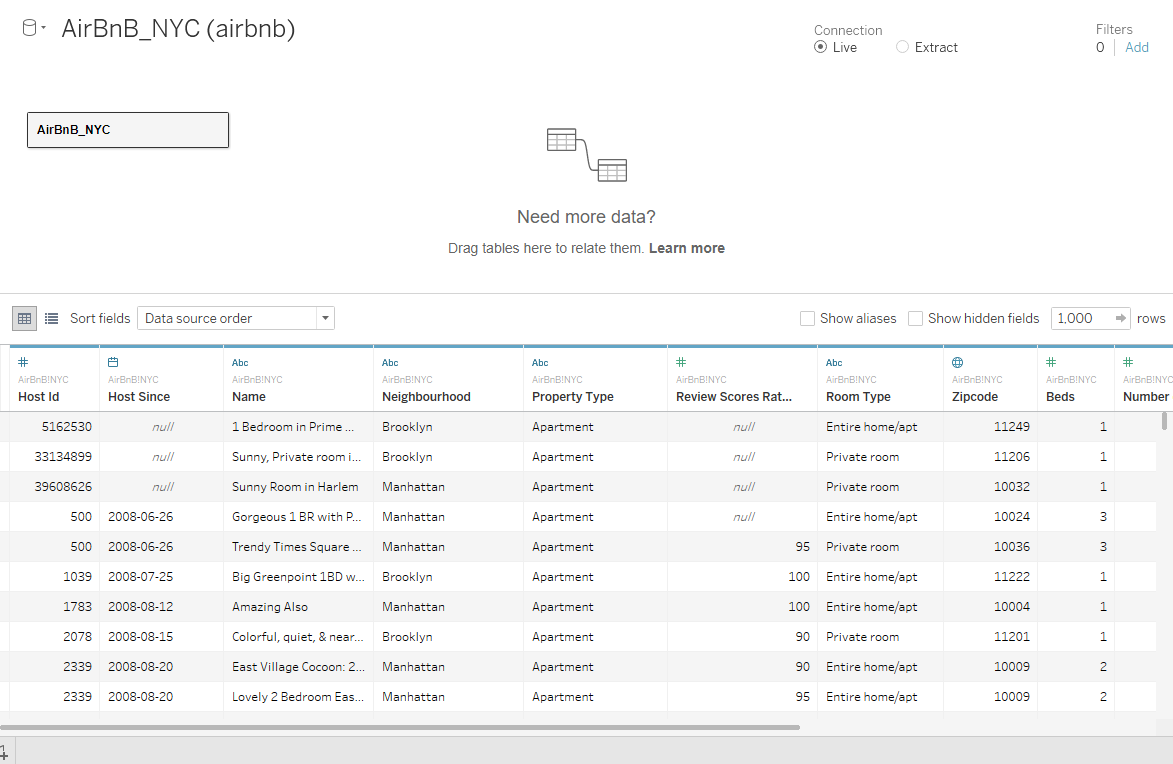 AirBnB_NYC (airbnb)
Connection
Live Extract
Filters
0 Add
AirBnB_NYC
Need more data?
Drag tables here to relate them. Learn more
Sort fields Data source order Show aliases Show hidden fields 1,000 rows
# Abc Abc Abc # Abc # #
AirBnB!NYC AirBnB!NYC AirBnB!NYC AirBnB!NYC AirBnB!NYC AirBnB!NYC AirBnB!NYC AirBnB!NYC AirBnB!NYC AirBnB!NYC
Host Id Host Since Name Neighbourhood Property Type Review Scores Rat... Room Type Zipcode Beds Number
5162530 null 1 Bedroom in Prime ... Brooklyn Apartment null Entire home/apt 11249 1
33134899 null Sunny, Private room i... Brooklyn Apartment null Private room 11206 1
39608626 null Sunny Room in Harlem Manhattan Apartment null Private room 10032 1
500 2008-06-26 Gorgeous 1 BR with P... Manhattan Apartment null Entire home/apt 10024 3
500 2008-06-26 Trendy Times Square ... Manhattan Apartment 95 Private room 10036 3
1039 2008-07-25 Big Greenpoint 1BD w... Brooklyn Apartment 100 Entire home/apt 11222 1
1783 2008-08-12 Amazing Also Manhattan Apartment 100 Entire home/apt 10004 1
2078 2008-08-15 Colorful, quiet, & near... Brooklyn Apartment 90 Private room 11201 1
2339 2008-08-20 East Village Cocoon: 2... Manhattan Apartment 90 Entire home/apt 10009 2
2339 2008-08-20 Lovely 2 Bedroom Eas... Manhattan Apartment 95 Entire home/apt 10009 2